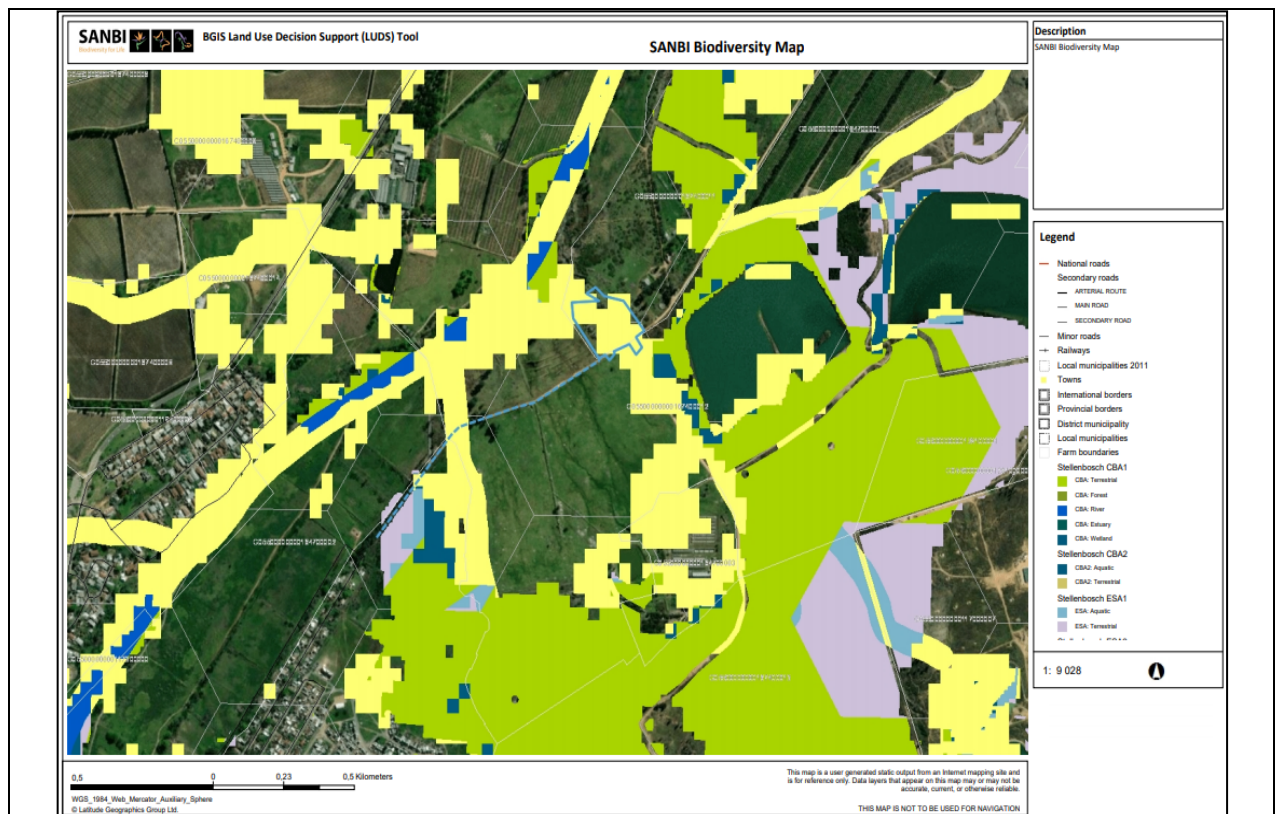 SANBI
Biodiversity for Life
BGIS Land Use Decision Support (LUDS) Tool
SANBI Biodiversity Map
Description
SANBI Biodiversity Map
Legend
National roads
Secondary roads
ARTERIAL ROUTE
MAIN ROAD
SECONDARY ROAD
Minor roads
Railways
Local municipalities 2011
Towns
International borders
Provincial borders
District municiipality
Local municipalities
Farm boundaries
Stellenbosch CBA1
CBA: Terrestrial
CBA: Forest
CBA: River
CBA: Estuary
CBA: Wetland
Stellenbosch CBA2
CBA2: Aquatic
CBA2: Terrestrial
Stellenbosch ESA1
ESA: Aquatic
ESA: Terrestrial
1: 9 028
0,5 0 0,23 0,5 Kilometers
WGS_1984_Web_Mercator_Auxiliary_Sphere
© Latitude Geographics Group Ltd.
This map is a user generated static output from an Internet mapping site and
is for reference only. Data layers that appear on this map may or may not be
accurate, current, or otherwise reliable.
THIS MAP IS NOT TO BE USED FOR NAVIGATION